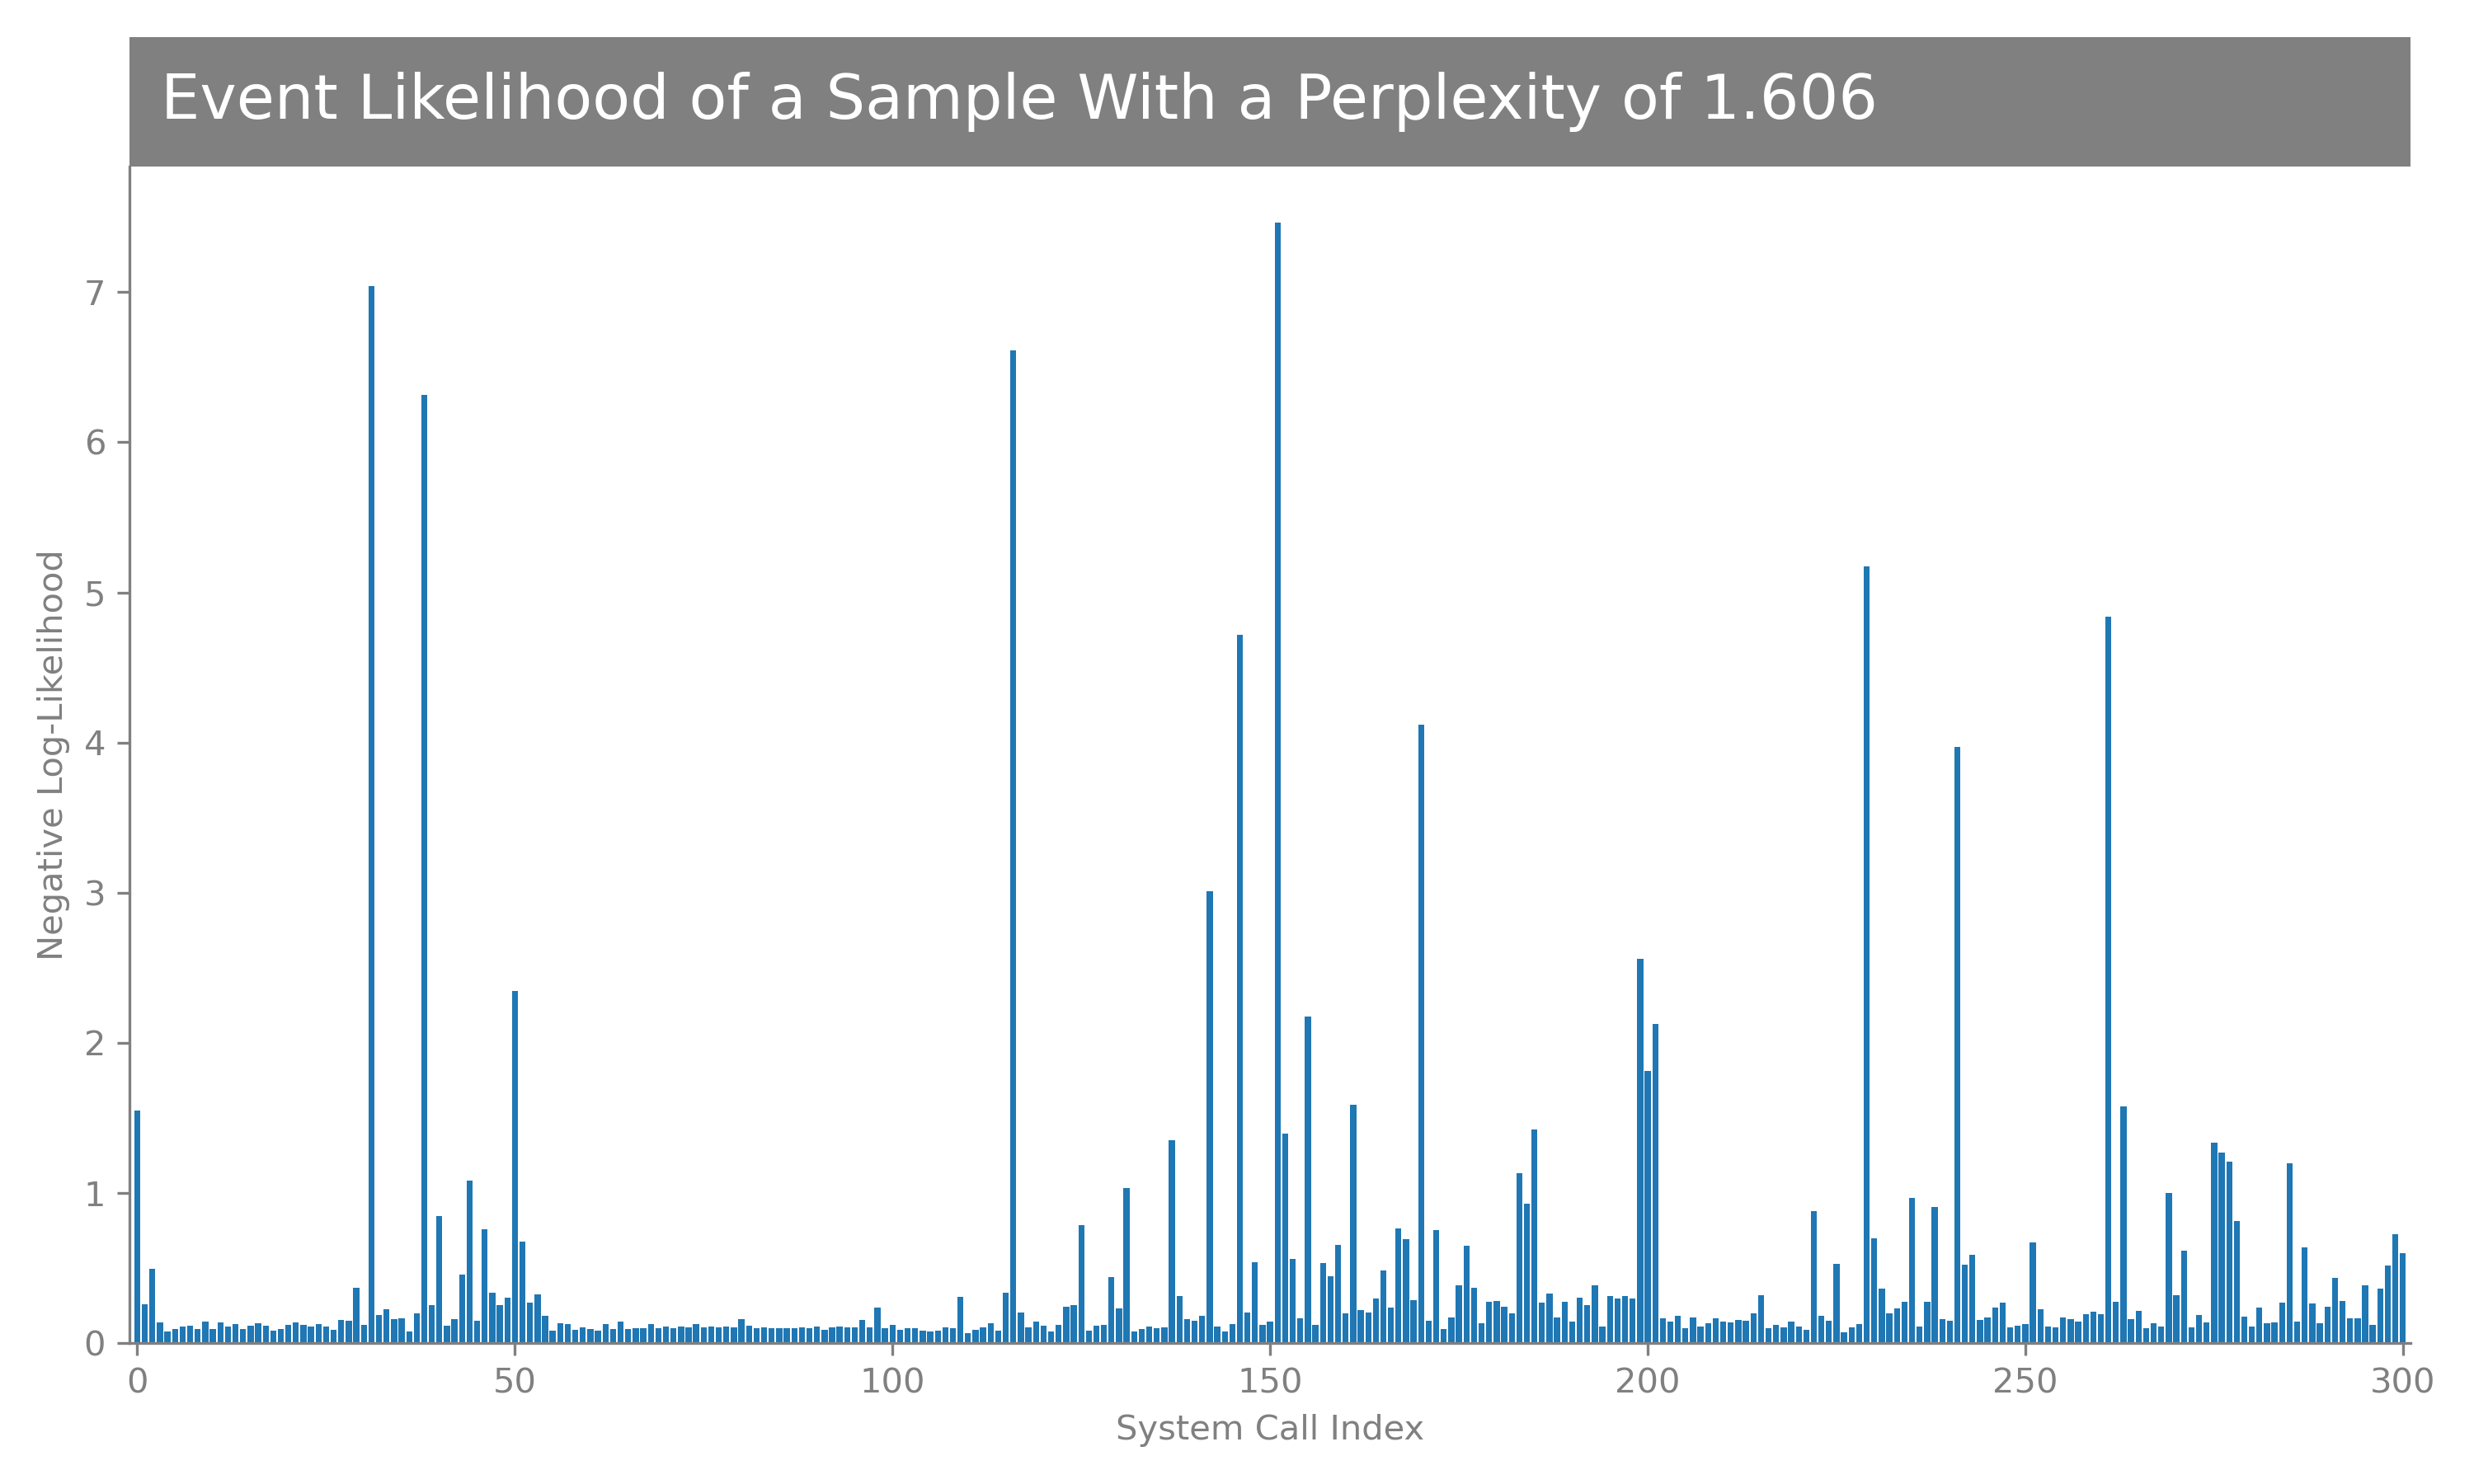 Event Likelihood of a Sample With a Perplexity of 1.606
Negative Log-Likelihood
7
6
5
4
3
2
1
0
0 50 100 150 200 250 300
System Call Index